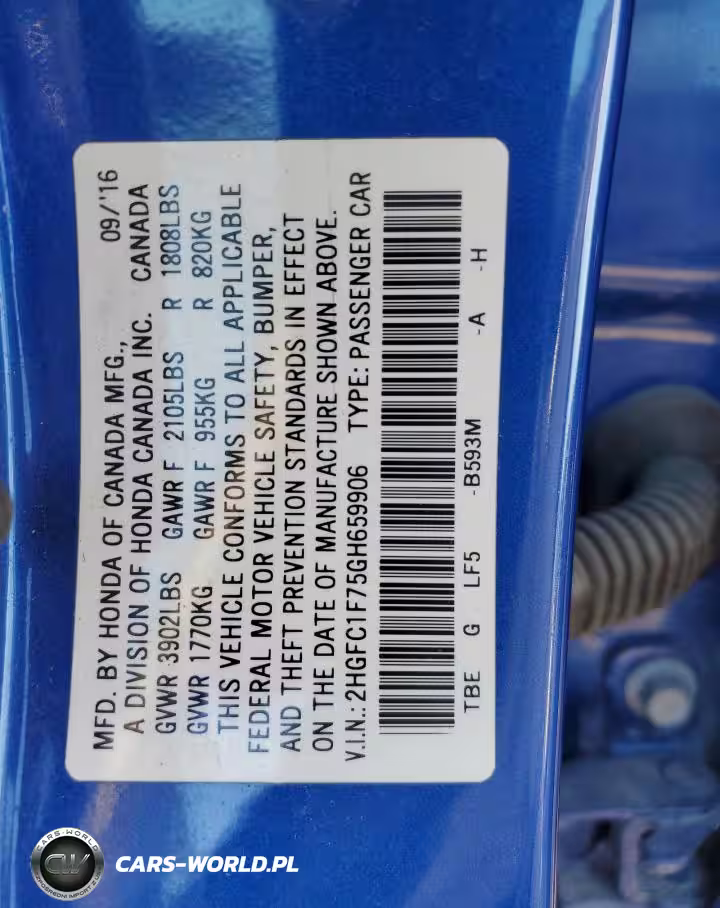 MFD. BY HONDA OF CANADA MFG., 09/'16
A DIVISION OF HONDA CANADA INC. CANADA
GVWR 3902LBS GAWR F 2105LBS R 1808LBS
GVWR 1770KG GAWR F 955KG R 820KG
THIS VEHICLE CONFORMS TO ALL APPLICABLE
FEDERAL MOTOR VEHICLE SAFETY, BUMPER,
AND THEFT PREVENTION STANDARDS IN EFFECT
ON THE DATE OF MANUFACTURE SHOWN ABOVE.
V.I.N.: 2HGFC1F75GH659906 TYPE: PASSENGER CAR
TBE G LF5 -B593M -A -H
CARS-WORLD
CW
CARS-WORLD.PL